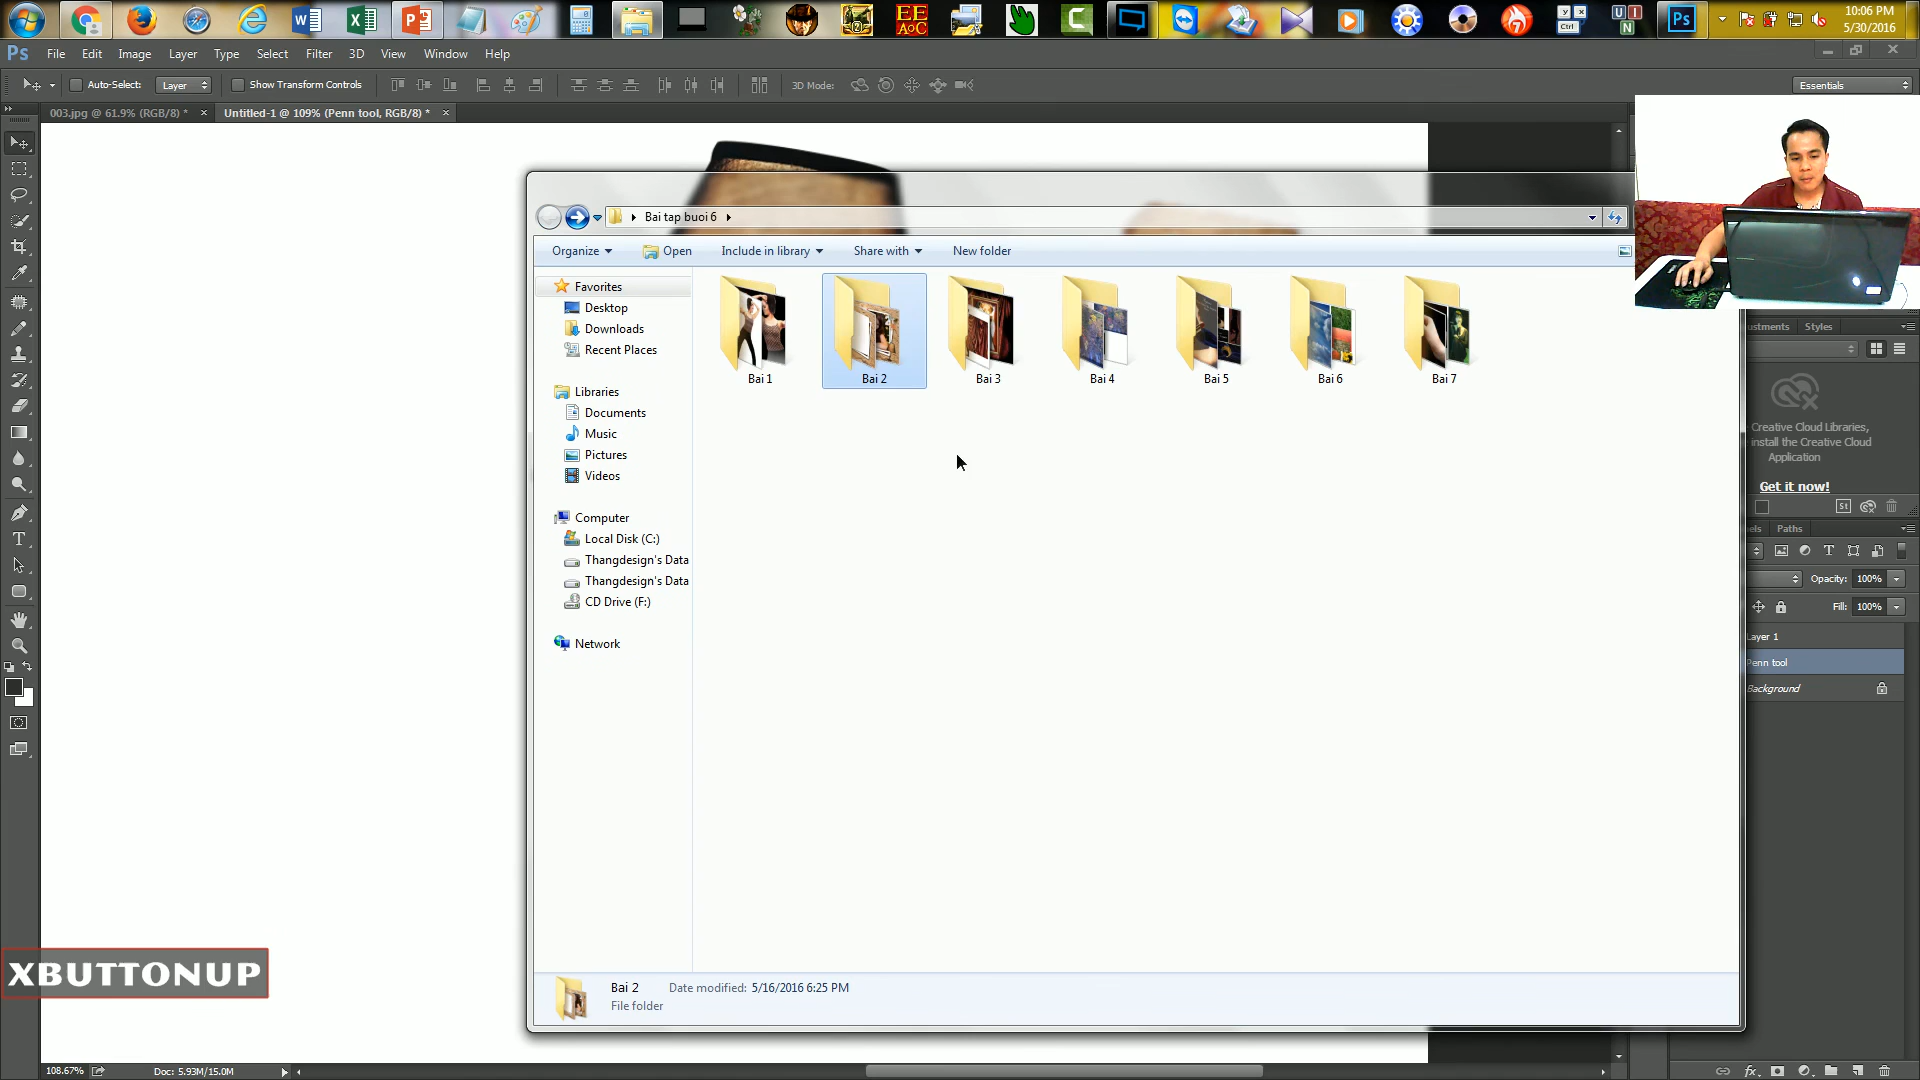 10:06 PM
5/30/2016
Ps File Edit Image Layer Type Select Filter 3D View Window Help
Auto-Select: Layer Show Transform Controls 3D Mode: Essentials
003.jpg @ 61.9% (RGB/8) * × Untitled-1 @ 109% (Penn tool, RGB/8) * ×
Bai tap buoi 6
Organize Open Include in library Share with New folder
Favorites
Desktop
Downloads
Recent Places
Libraries
Documents
Music
Pictures
Videos
Computer
Local Disk (C:)
Thangdesign's Data
Thangdesign's Data
CD Drive (F:)
Network
Bai 1 Bai 2 Bai 3 Bai 4 Bai 5 Bai 6 Bai 7
ustments Styles
Creative Cloud Libraries,
install the Creative Cloud
Application
Get it now!
St
els Paths
Opacity: 100%
Fill: 100%
Layer 1
Penn tool
Background
XBUTTONUP
Bai 2 Date modified: 5/16/2016 6:25 PM
File folder
108.67% Doc: 5.93M/15.0M